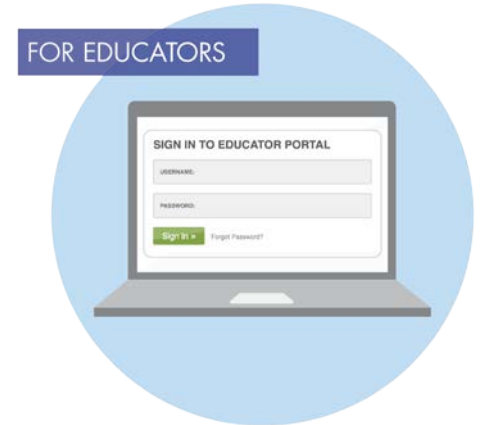 FOR EDUCATORS
SIGN IN TO EDUCATOR PORTAL
USERNAME:
PASSWORD:
Sign In » Forgot Password?